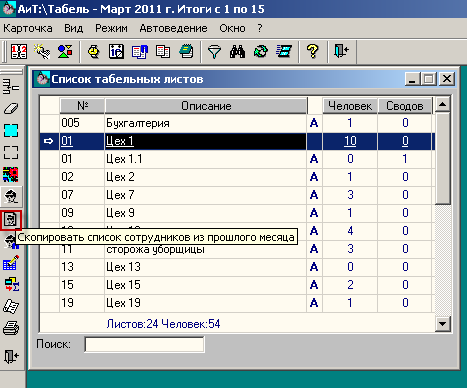 АиТ:\Табель - Март 2011 г. Итоги с 1 по 15
Карточка Вид Режим Автоведение Окно ?
Список табельных листов
№ Описание Человек Сводов
005 Бухгалтерия А 1 0
01 Цех 1 10 0
01 Цех 1.1 А 0 1
02 Цех 2 А 1 0
07 Цех 7 А 3 0
09 Цех 9 А 1 0
А 4 0
Скопировать список сотрудников из прошлого месяца
11 сторожа уборщицы А 3 0
13 Цех 13 А 0 0
15 Цех 15 А 2 0
19 Цех 19 А 1 0
Листов:24 Человек:54
Поиск: